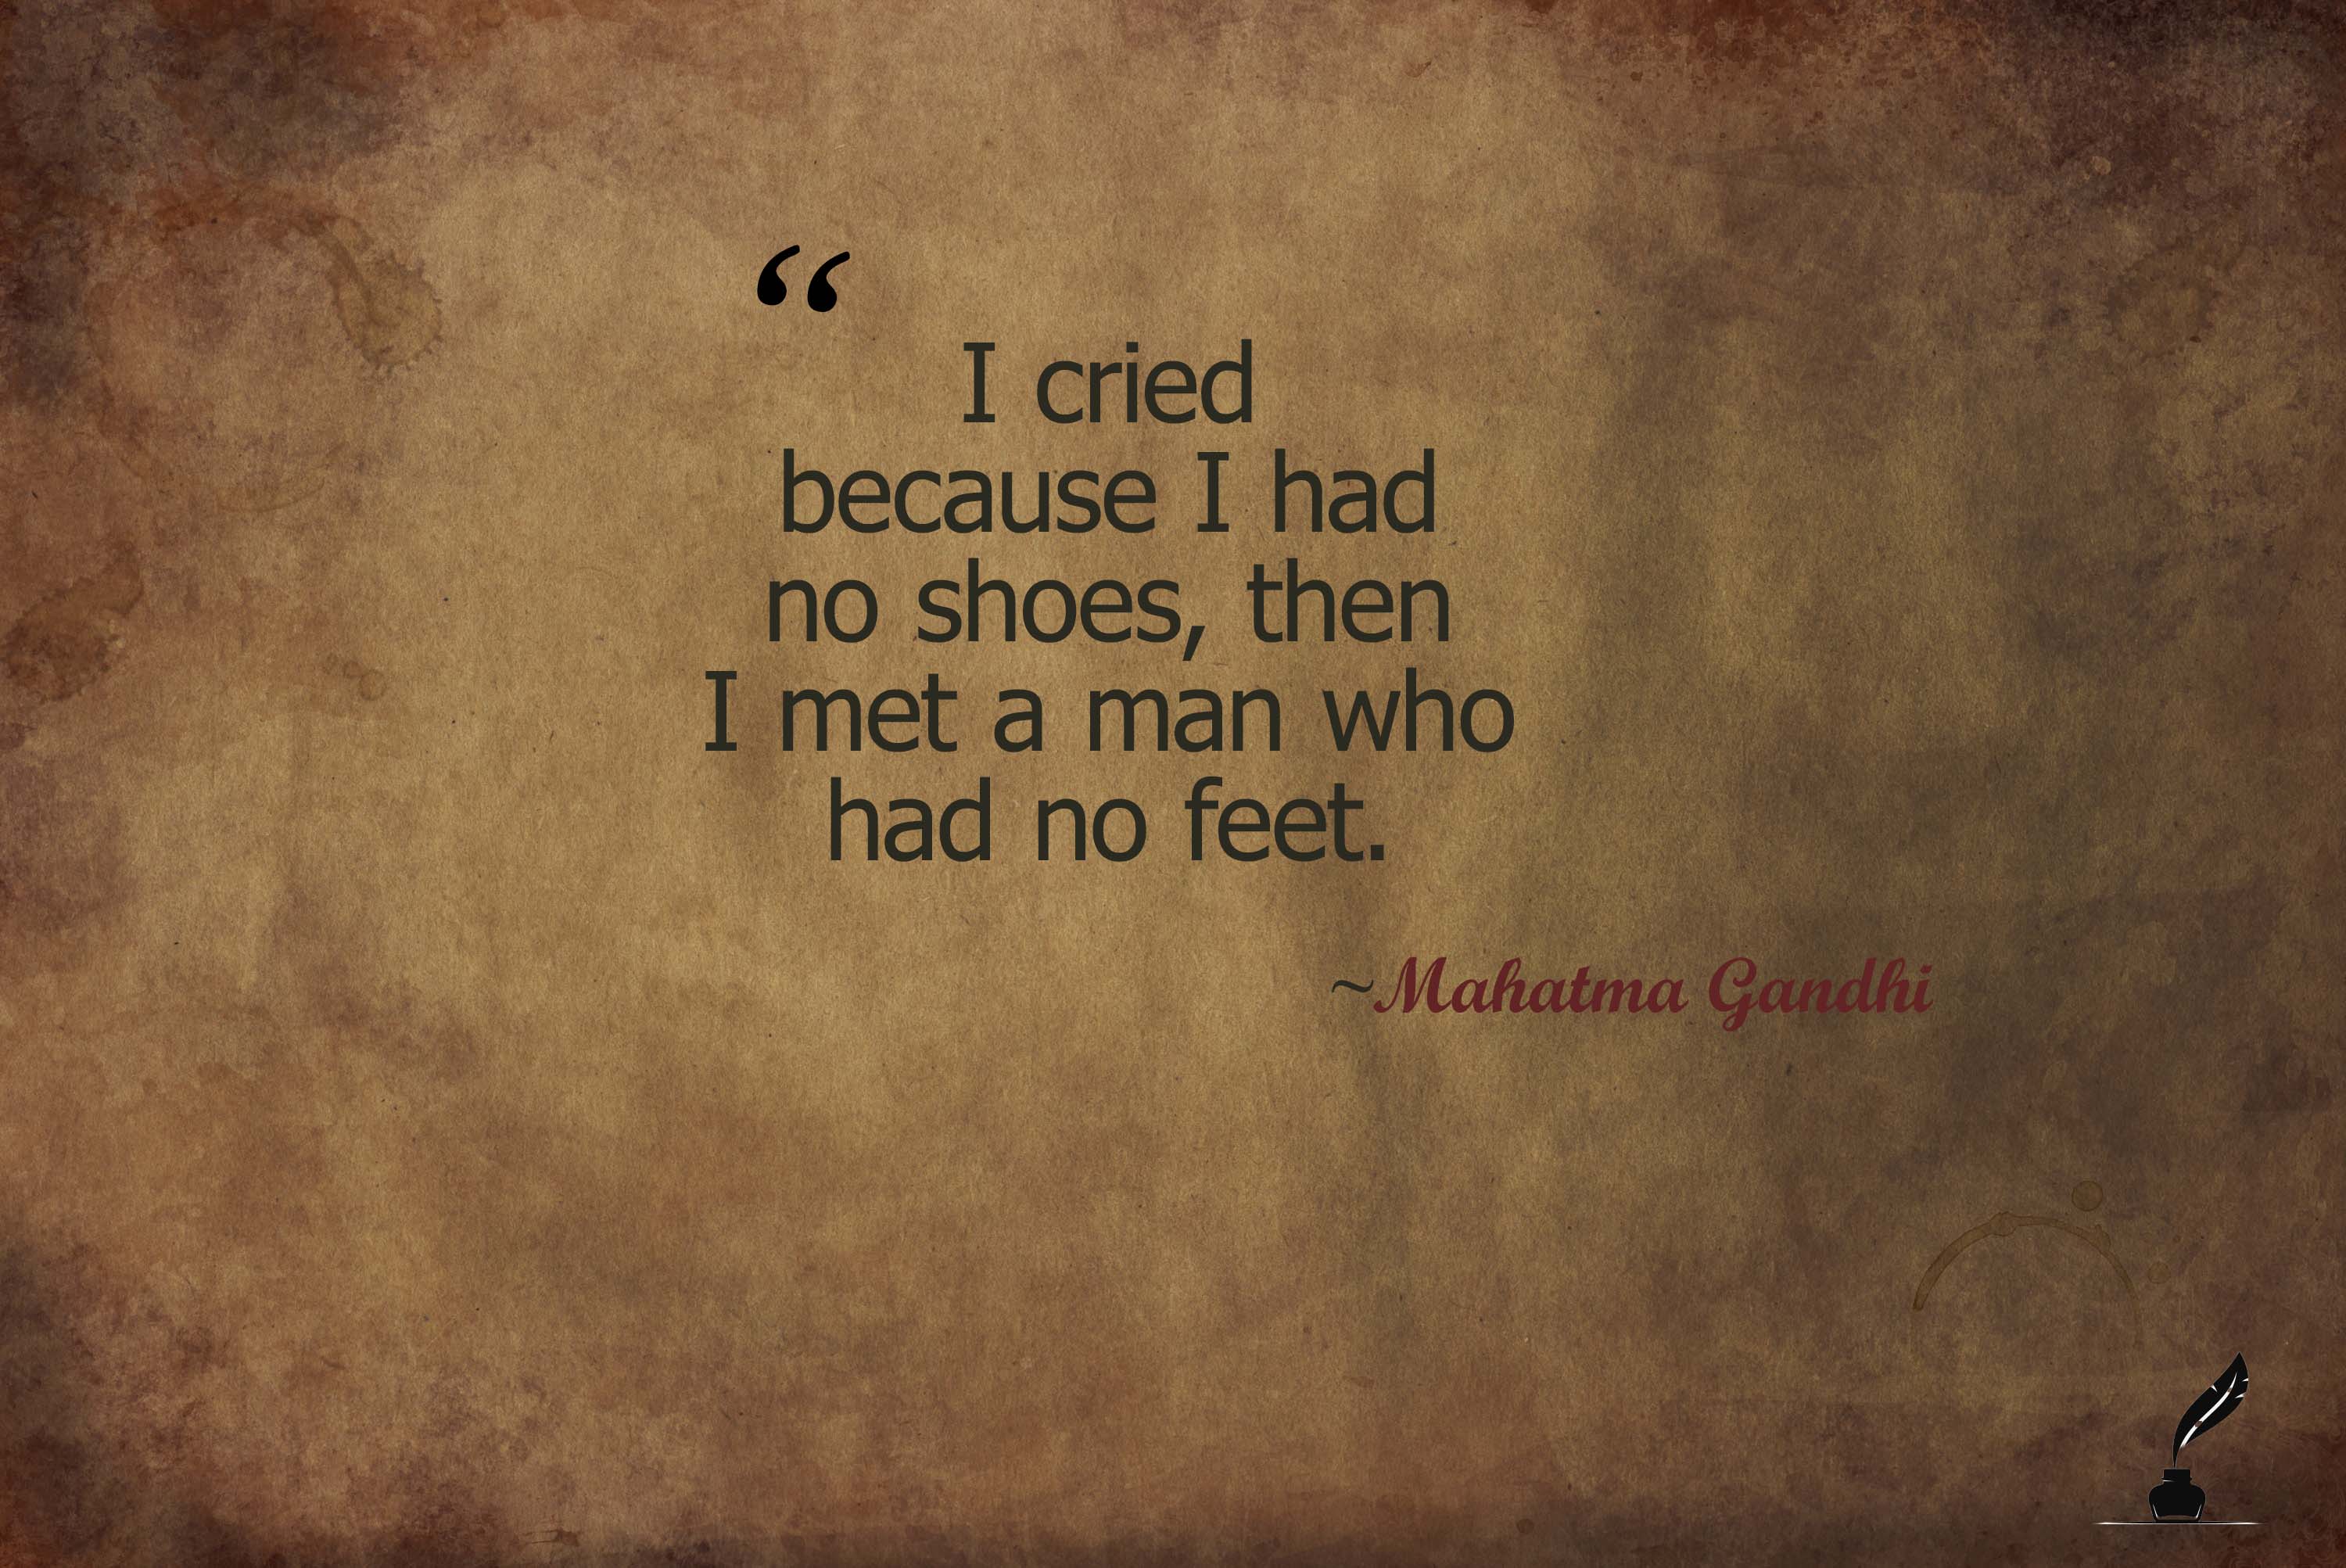 “
I cried
because I had
no shoes, then
I met a man who
had no feet.
~Mahatma Gandhi